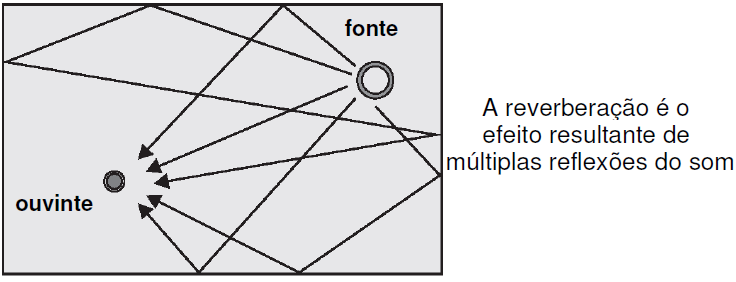 fonte
ouvinte
A reverberação é o
efeito resultante de
múltiplas reflexões do som